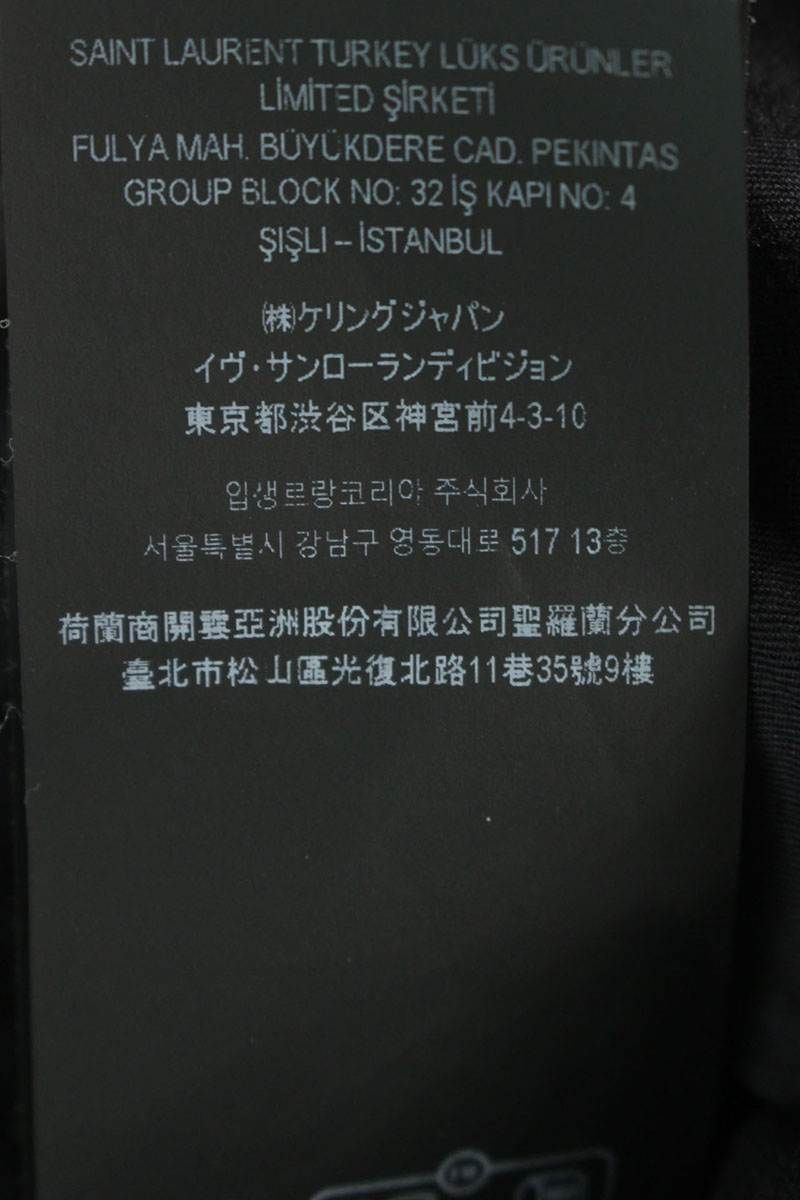 SAINT LAURENT TURKEY LÜKS ÜRÜNLER
LİMİTED ŞİRKETİ
FULYA MAH. BÜYÜKDERE CAD. PEKINTAS
GROUP BLOCK NO: 32 İŞ KAPI NO: 4
ŞIŞLI – İSTANBUL
㈱ケリングジャパン
イヴ・サンローランディビジョン
東京都渋谷区神宮前4-3-10
입생로랑코리아 주식회사
서울특별시 강남구 영동대로 517 13층
荷蘭商開雲亞洲股份有限公司聖羅蘭分公司
臺北市松山區光復北路11巷35號9樓